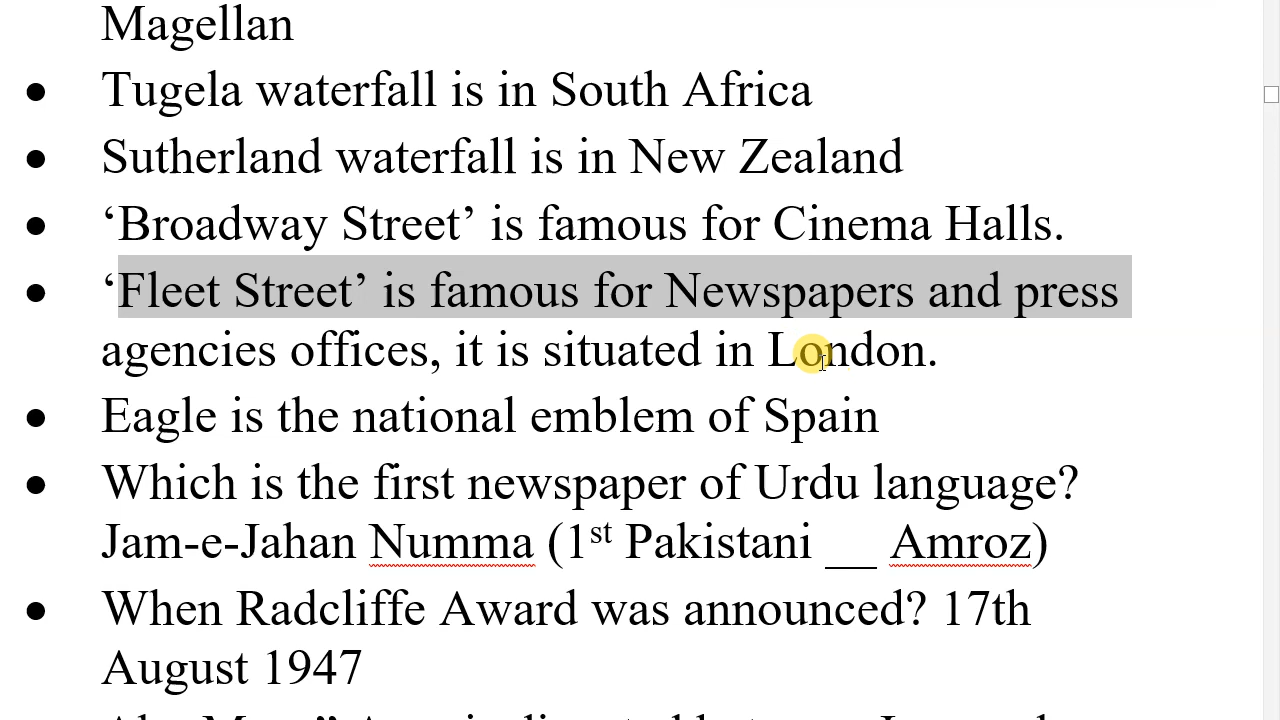 Magellan
• Tugela waterfall is in South Africa
• Sutherland waterfall is in New Zealand
• ‘Broadway Street’ is famous for Cinema Halls.
• ‘Fleet Street’ is famous for Newspapers and press
agencies offices, it is situated in London.
• Eagle is the national emblem of Spain
• Which is the first newspaper of Urdu language?
Jam-e-Jahan Numma (1st Pakistani __ Amroz)
• When Radcliffe Award was announced? 17th
August 1947